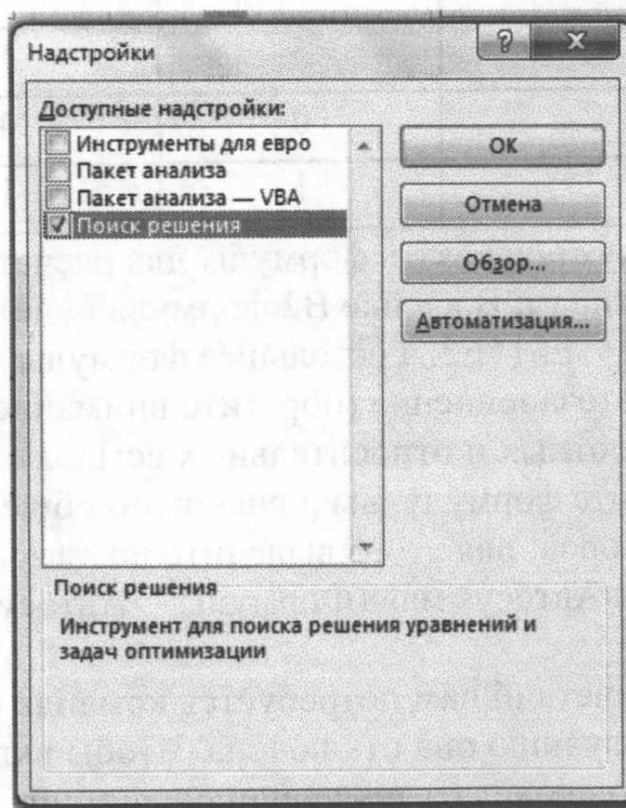 Надстройки
Доступные надстройки:
Инструменты для евро
Пакет анализа
Пакет анализа — VBA
Поиск решения
ОК
Отмена
Обзор...
Автоматизация...
Поиск решения
Инструмент для поиска решения уравнений и
задач оптимизации